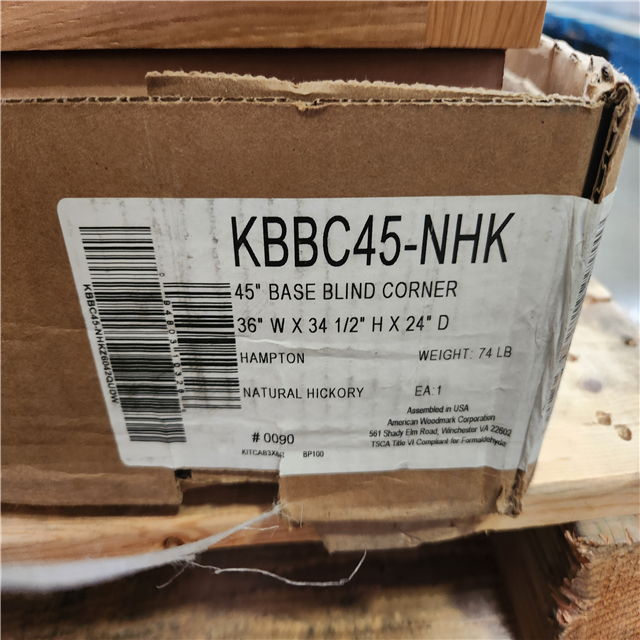 KBBC45-NHK
45" BASE BLIND CORNER
36" W X 34 1/2" H X 24" D
HAMPTON WEIGHT: 74 LB
NATURAL HICKORY EA:1
Assembled in USA
American Woodmark Corporation
561 Shady Elm Road, Winchester VA 22602
TSCA Title VI Compliant for Formaldehyde
# 0090
BP100